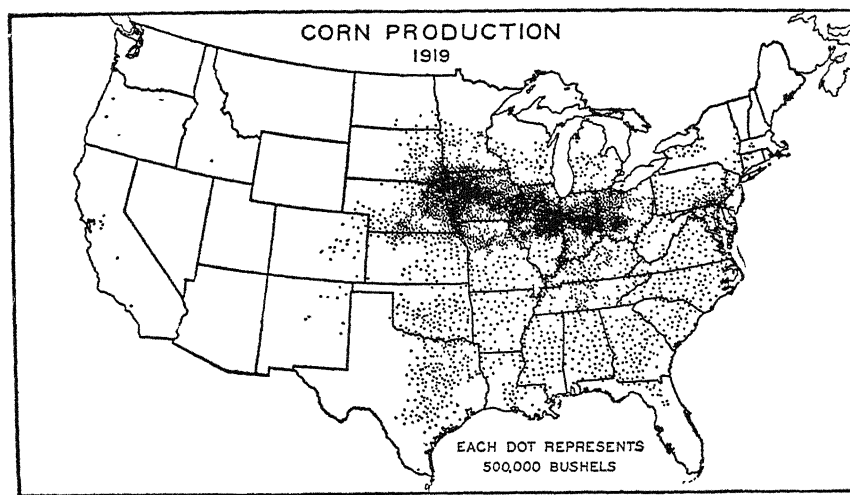 CORN PRODUCTION
1919
EACH DOT REPRESENTS
500,000 BUSHELS